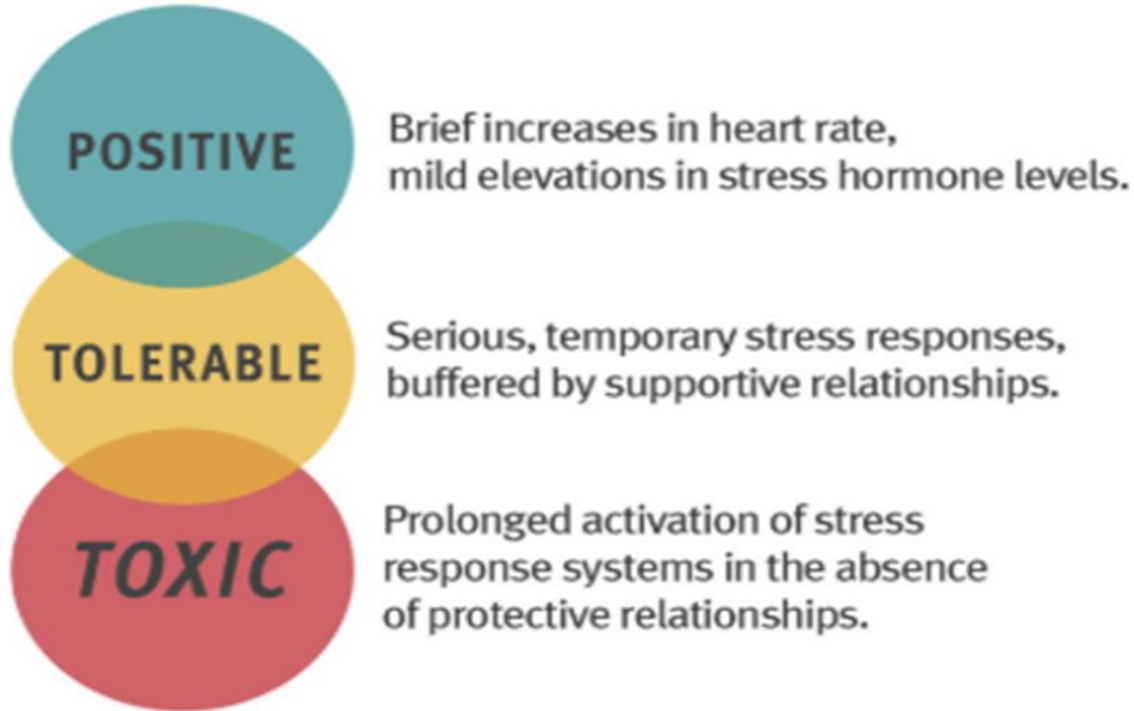 POSITIVE
Brief increases in heart rate,
mild elevations in stress hormone levels.
TOLERABLE
Serious, temporary stress responses,
buffered by supportive relationships.
TOXIC
Prolonged activation of stress
response systems in the absence
of protective relationships.